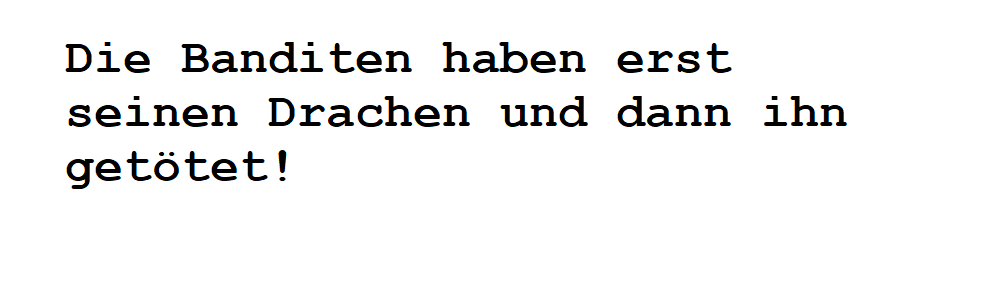 Die Banditen haben erst
seinen Drachen und dann ihn
getötet!